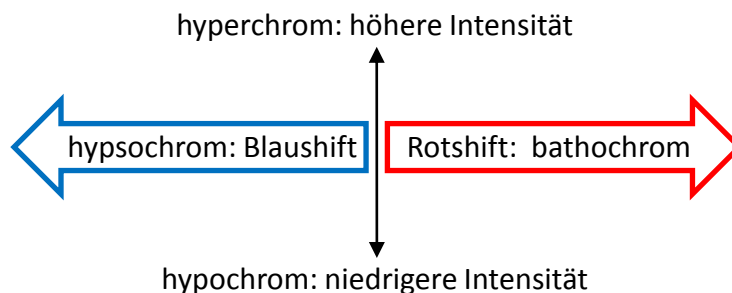 hyperchrom: höhere Intensität
hypsochrom: Blaushift
Rotshift: bathochrom
hypochrom: niedrigere Intensität